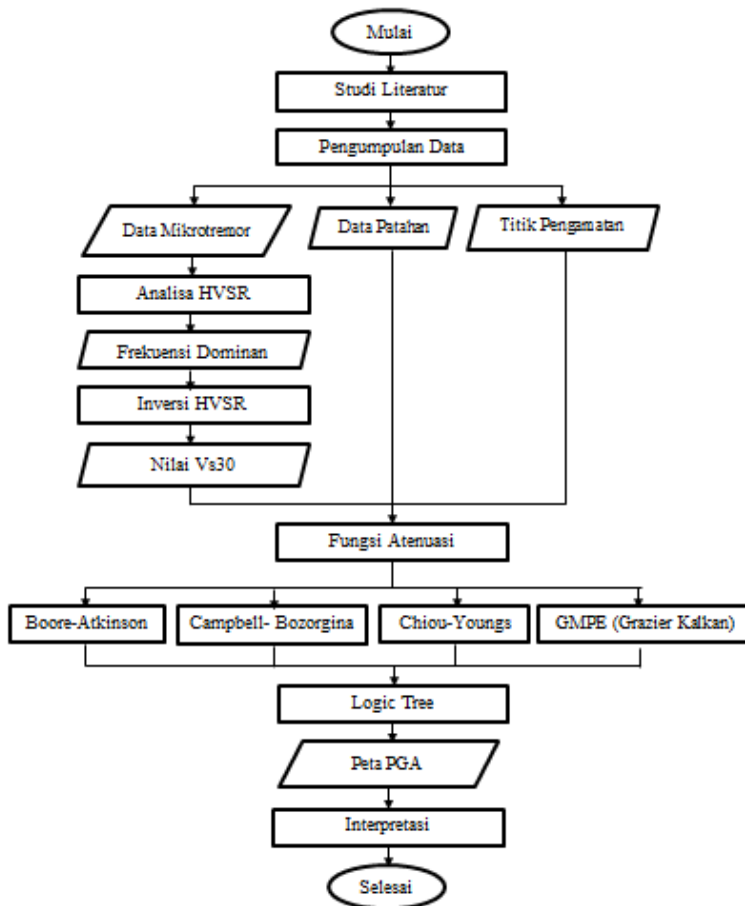 Mulai
Studi Literatur
Pengumpulan Data
Data Mikrotremor
Data Patahan
Titik Pengamatan
Analisa HVSR
Frekuensi Dominan
Inversi HVSR
Nilai Vs30
Fungsi Atenuasi
Boore-Atkinson
Campbell- Bozorgina
Chiou-Youngs
GMPE (Grazier Kalkan)
Logic Tree
Peta PGA
Interpretasi
Selesai